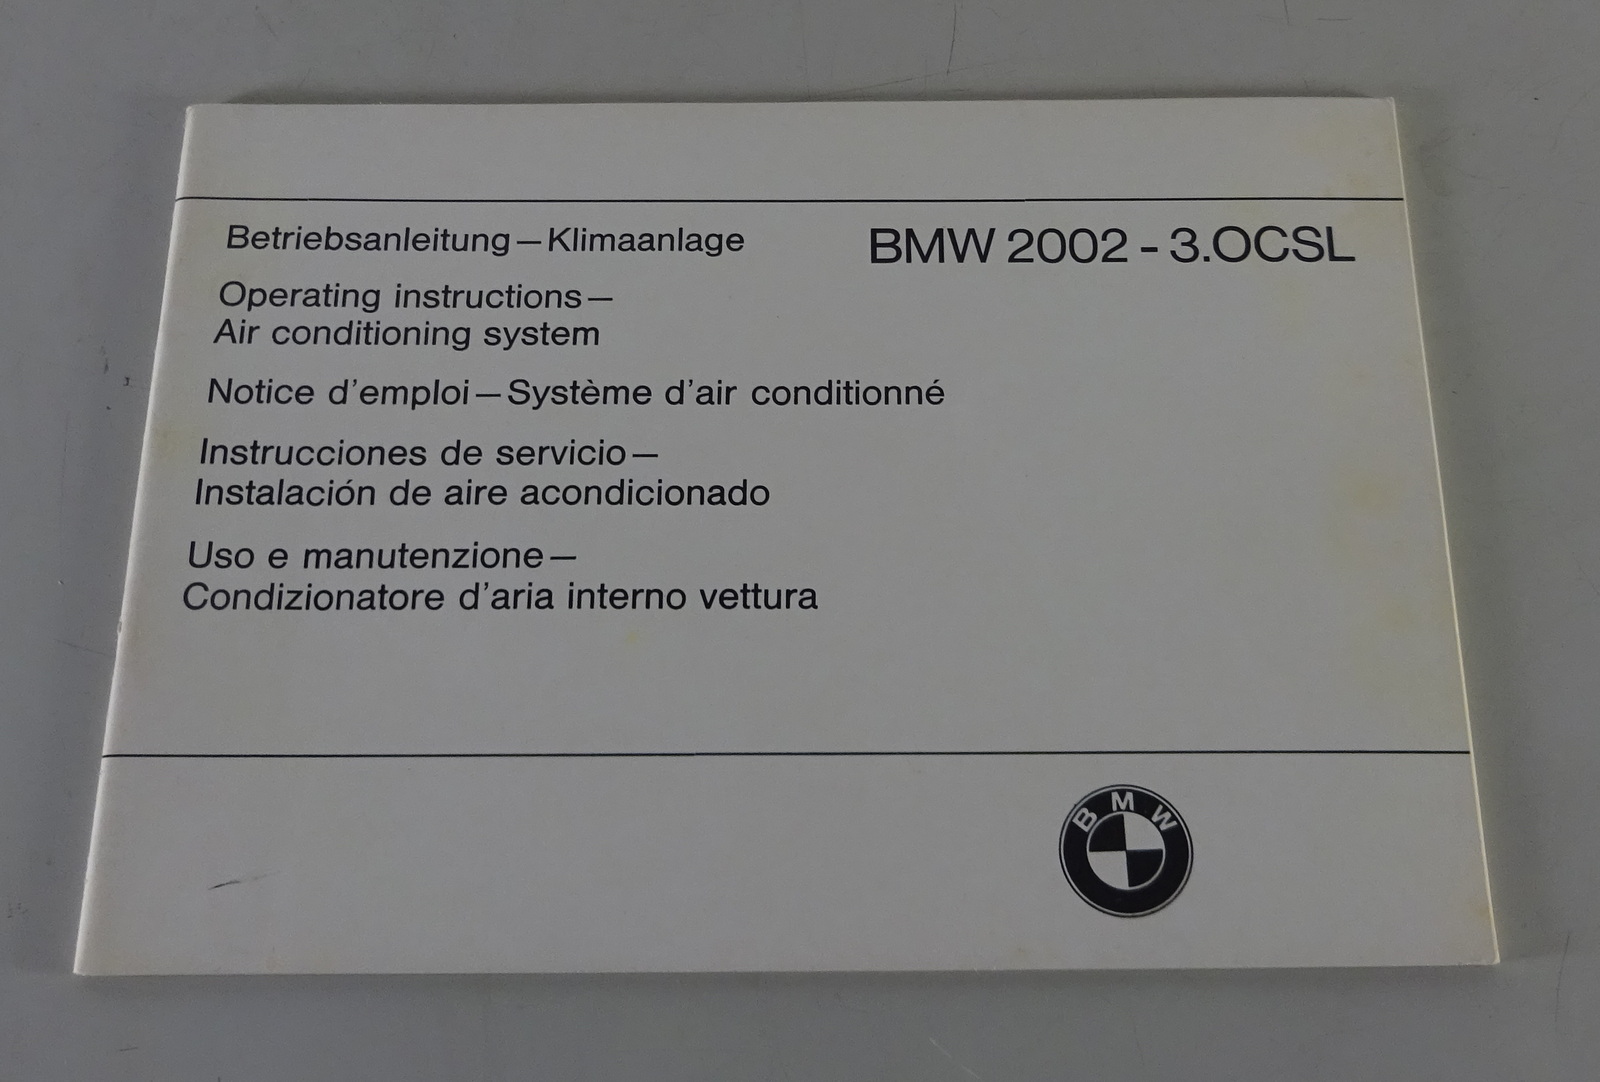 Betriebsanleitung–Klimaanlage
BMW 2002 - 3.OCSL
Operating instructions–
Air conditioning system
Notice d'emploi–Système d'air conditionné
Instrucciones de servicio–
Instalación de aire acondicionado
Uso e manutenzione–
Condizionatore d'aria interno vettura
BMW